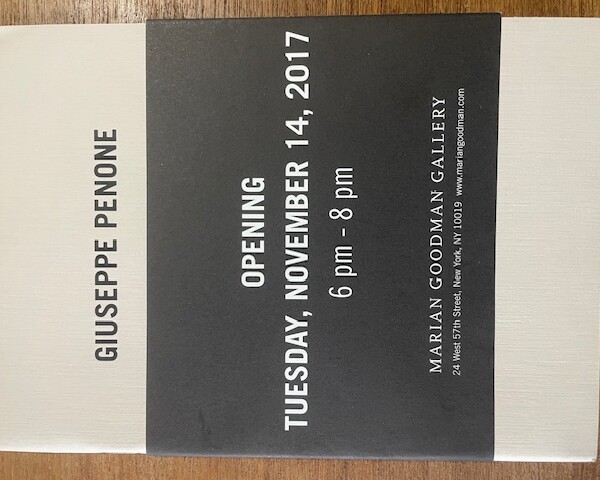 GIUSEPPE PENONE
OPENING
TUESDAY, NOVEMBER 14, 2017
6 pm - 8 pm
MARIAN GOODMAN GALLERY
24 West 57th Street, New York, NY 10019 www.mariangoodman.com